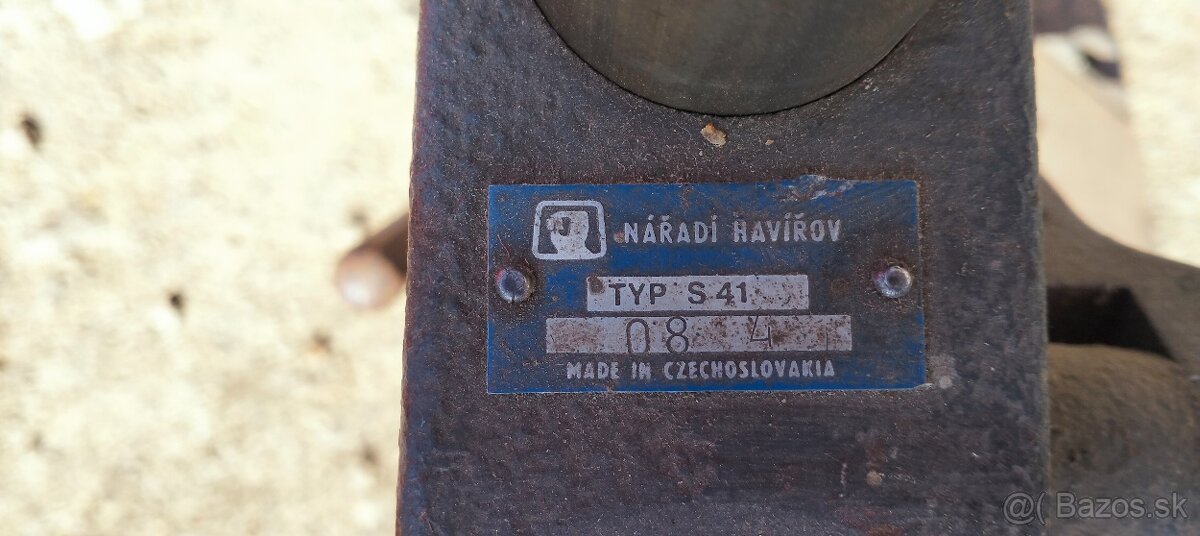 NÁŘADÍ HAVÍŘOV
TYP S 41
08 4
MADE IN CZECHOSLOVAKIA
@( Bazos.sk